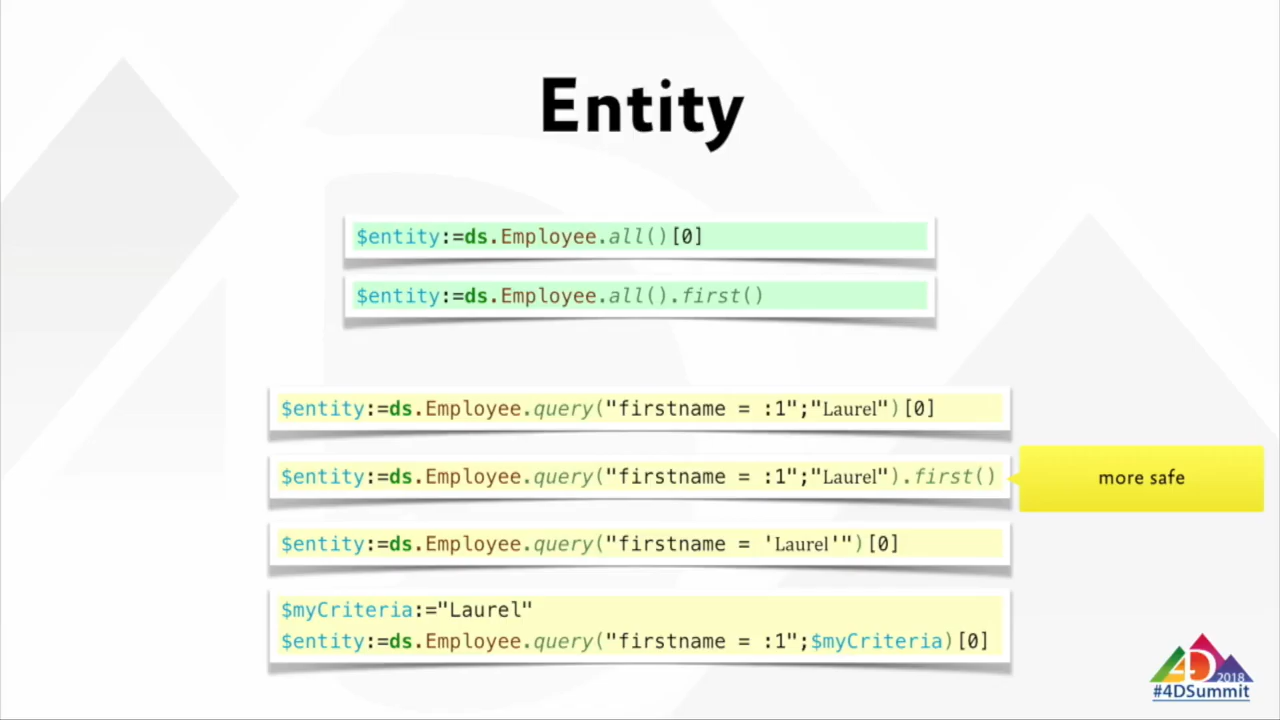 Entity
$entity:=ds.Employee.all()[0]
$entity:=ds.Employee.all().first()
$entity:=ds.Employee.query("firstname = :1";"Laurel")[0]
$entity:=ds.Employee.query("firstname = :1";"Laurel").first()
more safe
$entity:=ds.Employee.query("firstname = 'Laurel'")[0]
$myCriteria:="Laurel"
$entity:=ds.Employee.query("firstname = :1";$myCriteria)[0]
4D 2018
#4DSummit